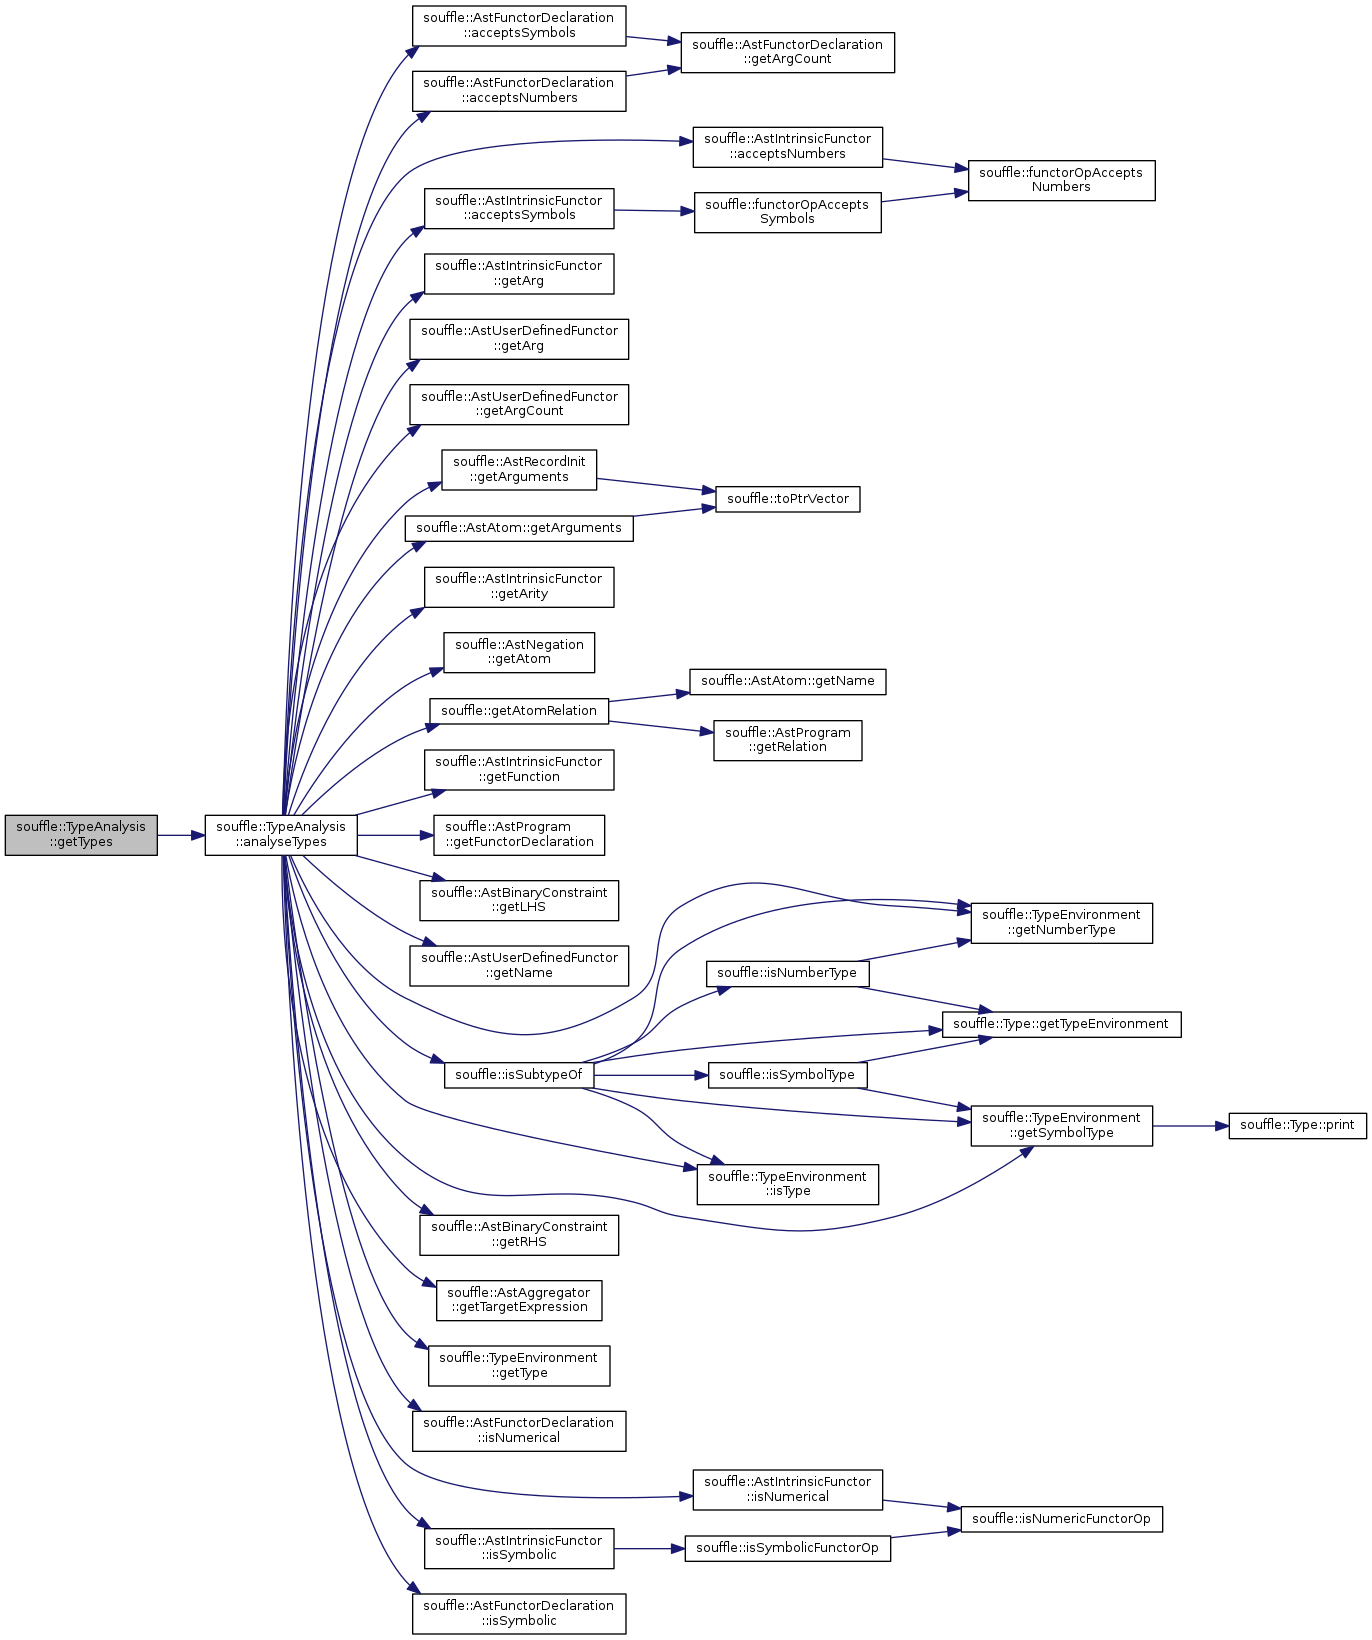 souffle::AstFunctorDeclaration
::acceptsSymbols
souffle::AstFunctorDeclaration
::getArgCount
souffle::AstFunctorDeclaration
::acceptsNumbers
souffle::AstIntrinsicFunctor
::acceptsNumbers
souffle::functorOpAccepts
Numbers
souffle::AstIntrinsicFunctor
::acceptsSymbols
souffle::functorOpAccepts
Symbols
souffle::AstIntrinsicFunctor
::getArg
souffle::AstUserDefinedFunctor
::getArg
souffle::AstUserDefinedFunctor
::getArgCount
souffle::AstRecordInit
::getArguments
souffle::toPtrVector
souffle::AstAtom::getArguments
souffle::AstIntrinsicFunctor
::getArity
souffle::AstNegation
::getAtom
souffle::AstAtom::getName
souffle::getAtomRelation
souffle::AstProgram
::getRelation
souffle::AstIntrinsicFunctor
::getFunction
souffle::TypeAnalysis
::getTypes
souffle::TypeAnalysis
::analyseTypes
souffle::AstProgram
::getFunctorDeclaration
souffle::AstBinaryConstraint
::getLHS
souffle::TypeEnvironment
::getNumberType
souffle::AstUserDefinedFunctor
::getName
souffle::isNumberType
souffle::Type::getTypeEnvironment
souffle::isSubtypeOf
souffle::isSymbolType
souffle::TypeEnvironment
::getSymbolType
souffle::Type::print
souffle::TypeEnvironment
::isType
souffle::AstBinaryConstraint
::getRHS
souffle::AstAggregator
::getTargetExpression
souffle::TypeEnvironment
::getType
souffle::AstFunctorDeclaration
::isNumerical
souffle::AstIntrinsicFunctor
::isNumerical
souffle::isNumericFunctorOp
souffle::AstIntrinsicFunctor
::isSymbolic
souffle::isSymbolicFunctorOp
souffle::AstFunctorDeclaration
::isSymbolic